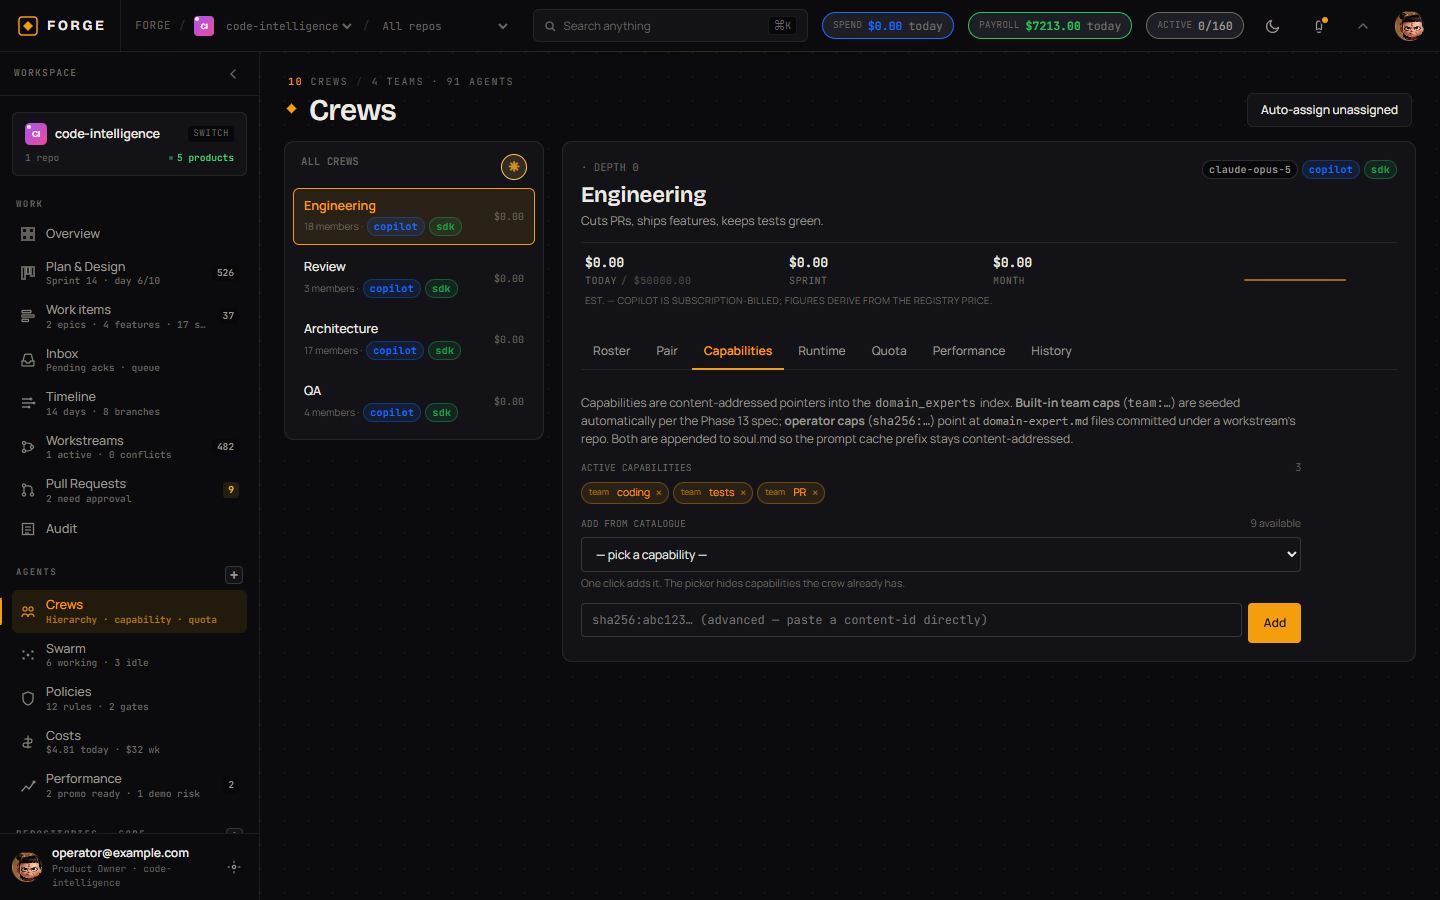 FORGE
FORGE / CI code-intelligence / All repos
Search anything ⌘K
SPEND $0.00 today
PAYROLL $7213.00 today
ACTIVE 0/160
WORKSPACE
CI code-intelligence SWITCH
1 repo 5 products
WORK
Overview
Plan & Design 526
Sprint 14 · day 6/10
Work items 37
2 epics · 4 features · 17 s…
Inbox
Pending acks · queue
Timeline
14 days · 8 branches
Workstreams 482
1 active · 0 conflicts
Pull Requests 9
2 need approval
Audit
AGENTS +
Crews
Hierarchy · capability · quota
Swarm
6 working · 3 idle
Policies
12 rules · 2 gates
Costs
$4.81 today · $32 wk
Performance 2
2 promo ready · 1 demo risk
operator@example.com
Product Owner · code-
intelligence
10 CREWS / 4 TEAMS · 91 AGENTS
Crews
Auto-assign unassigned
ALL CREWS
Engineering $0.00
18 members · copilot sdk
Review $0.00
3 members · copilot sdk
Architecture $0.00
17 members · copilot sdk
QA $0.00
4 members · copilot sdk
· DEPTH 0
claude-opus-5 copilot sdk
Engineering
Cuts PRs, ships features, keeps tests green.
$0.00 $0.00 $0.00
TODAY / $50000.00 SPRINT MONTH
EST. — COPILOT IS SUBSCRIPTION-BILLED; FIGURES DERIVE FROM THE REGISTRY PRICE.
Roster Pair Capabilities Runtime Quota Performance History
Capabilities are content-addressed pointers into the domain_experts index. Built-in team caps (team:…) are seeded
automatically per the Phase 13 spec; operator caps (sha256:…) point at domain-expert.md files committed under a workstream's
repo. Both are appended to soul.md so the prompt cache prefix stays content-addressed.
ACTIVE CAPABILITIES 3
team coding × team tests × team PR ×
ADD FROM CATALOGUE 9 available
— pick a capability —
One click adds it. The picker hides capabilities the crew already has.
sha256:abc123… (advanced — paste a content-id directly) Add